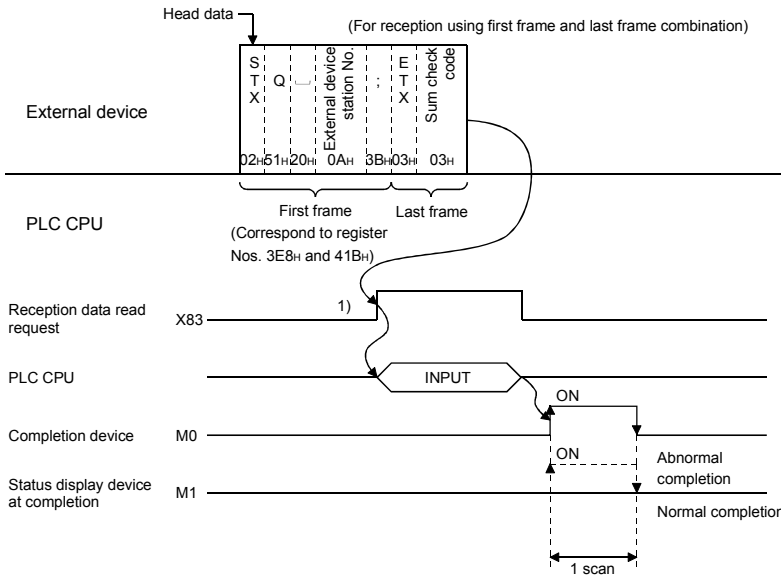 Head data
(For reception using first frame and last frame combination)
External device
STX
Q
External device station No.
;
ETX
Sum check code
02H 51H 20H 0AH 3BH 03H 03H
First frame
Last frame
(Correspond to register
Nos. 3E8H and 41BH)
PLC CPU
1)
Reception data read
request
X83
PLC CPU
INPUT
ON
Completion device
M0
ON
Abnormal
completion
Status display device
at completion
M1
Normal completion
1 scan